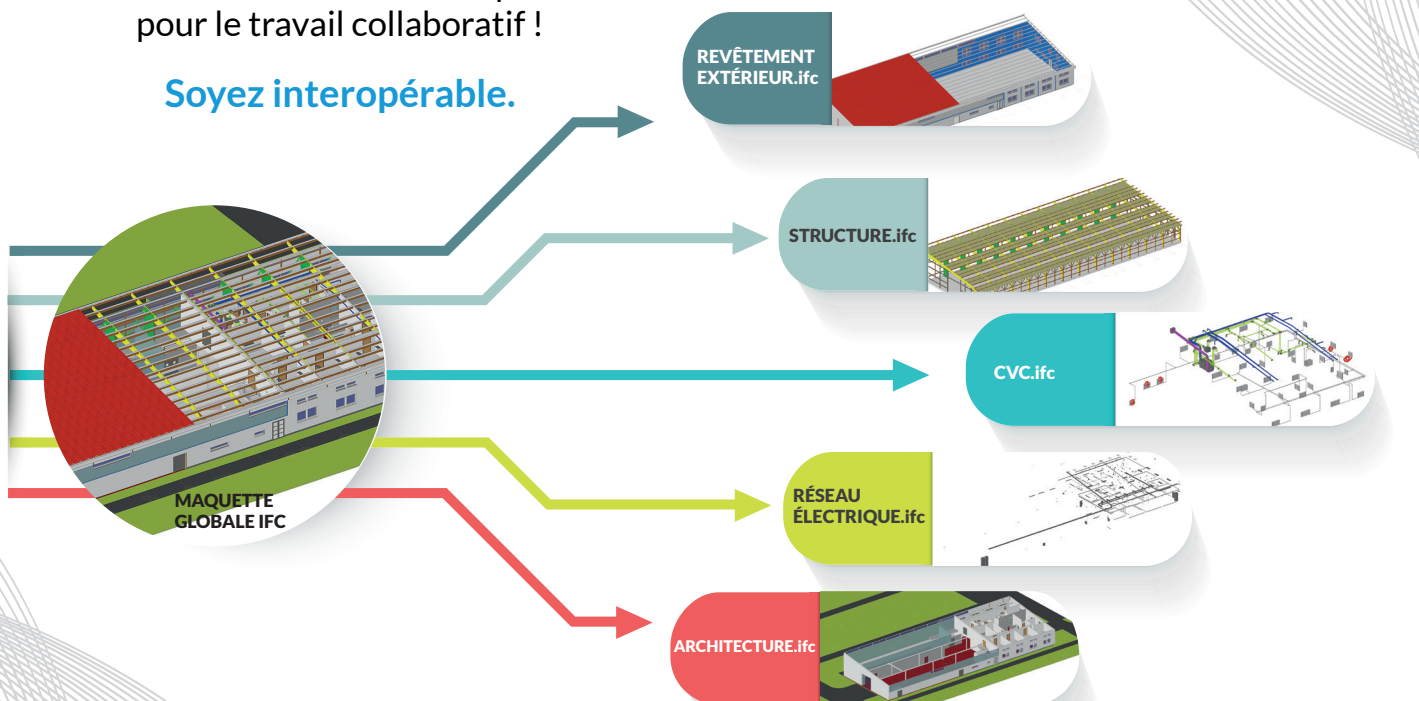 pour le travail collaboratif !
Soyez interopérable.
REVÊTEMENT
EXTÉRIEUR.ifc
STRUCTURE.ifc
CVC.ifc
MAQUETTE
GLOBALE IFC
RÉSEAU
ÉLECTRIQUE.ifc
ARCHITECTURE.ifc